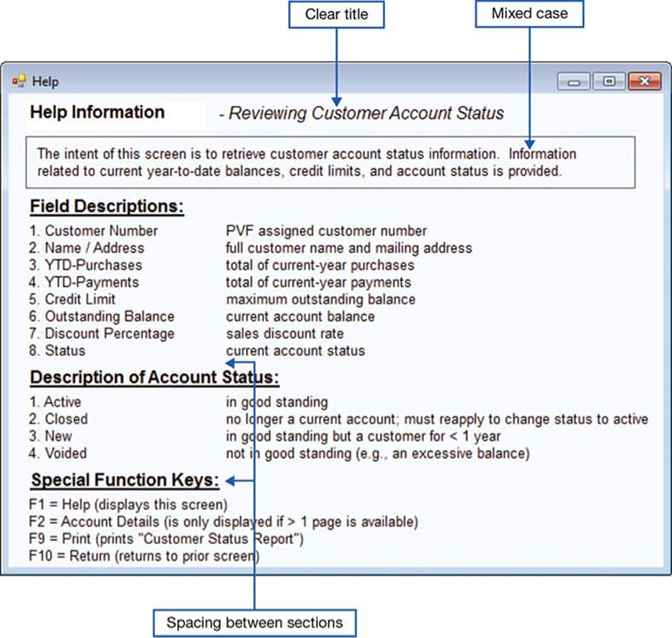 Clear title
Mixed case
Help
Help Information - Reviewing Customer Account Status
The intent of this screen is to retrieve customer account status information. Information
related to current year-to-date balances, credit limits, and account status is provided.
Field Descriptions:
1. Customer Number PVF assigned customer number
2. Name / Address full customer name and mailing address
3. YTD-Purchases total of current-year purchases
4. YTD-Payments total of current-year payments
5. Credit Limit maximum outstanding balance
6. Outstanding Balance current account balance
7. Discount Percentage sales discount rate
8. Status current account status
Description of Account Status:
1. Active in good standing
2. Closed no longer a current account; must reapply to change status to active
3. New in good standing but a customer for < 1 year
4. Voided not in good standing (e.g., an excessive balance)
Special Function Keys:
F1 = Help (displays this screen)
F2 = Account Details (is only displayed if > 1 page is available)
F9 = Print (prints "Customer Status Report")
F10 = Return (returns to prior screen)
Spacing between sections